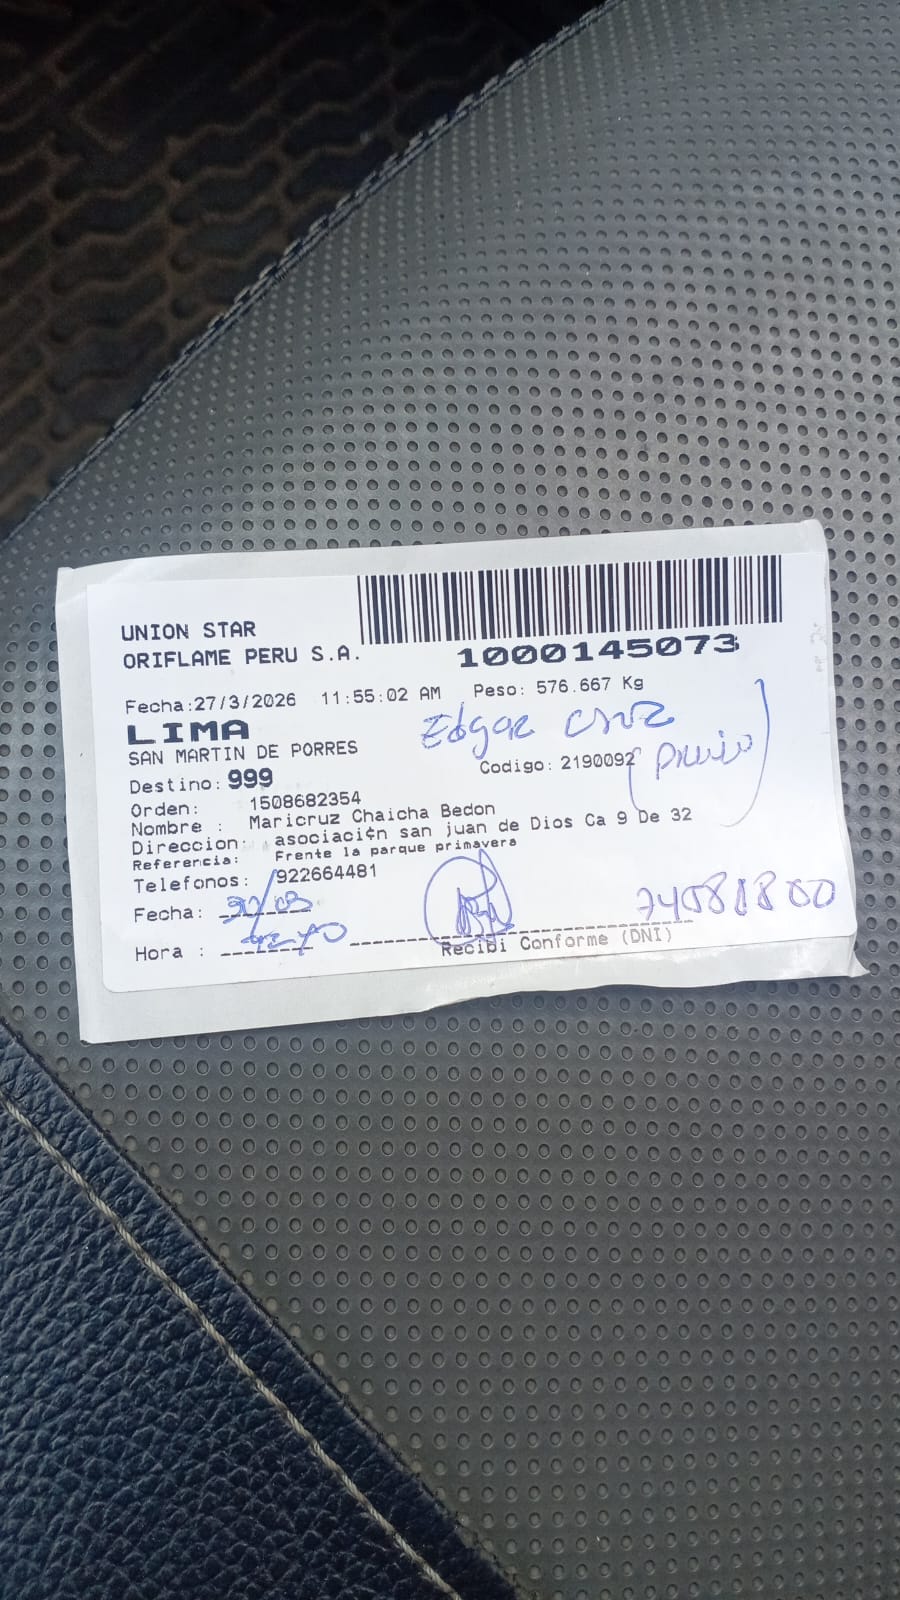 UNION STAR
ORIFLAME PERU S.A.
1000145073
Fecha:27/3/2026 11:55:02 AM Peso: 576.667 Kg
LIMA
Edgar Cruz
SAN MARTIN DE PORRES
Destino: 999
Codigo: 2190092
Orden: 1508682354
Nombre : Maricruz Chaicha Bedon
Direccion: asociaci¢n san juan de Dios Ca 9 De 32
Referencia: Frente la parque primavera
Telefonos: 922664481
Fecha:
74081800
Hora :
Recibi Conforme (DNI)